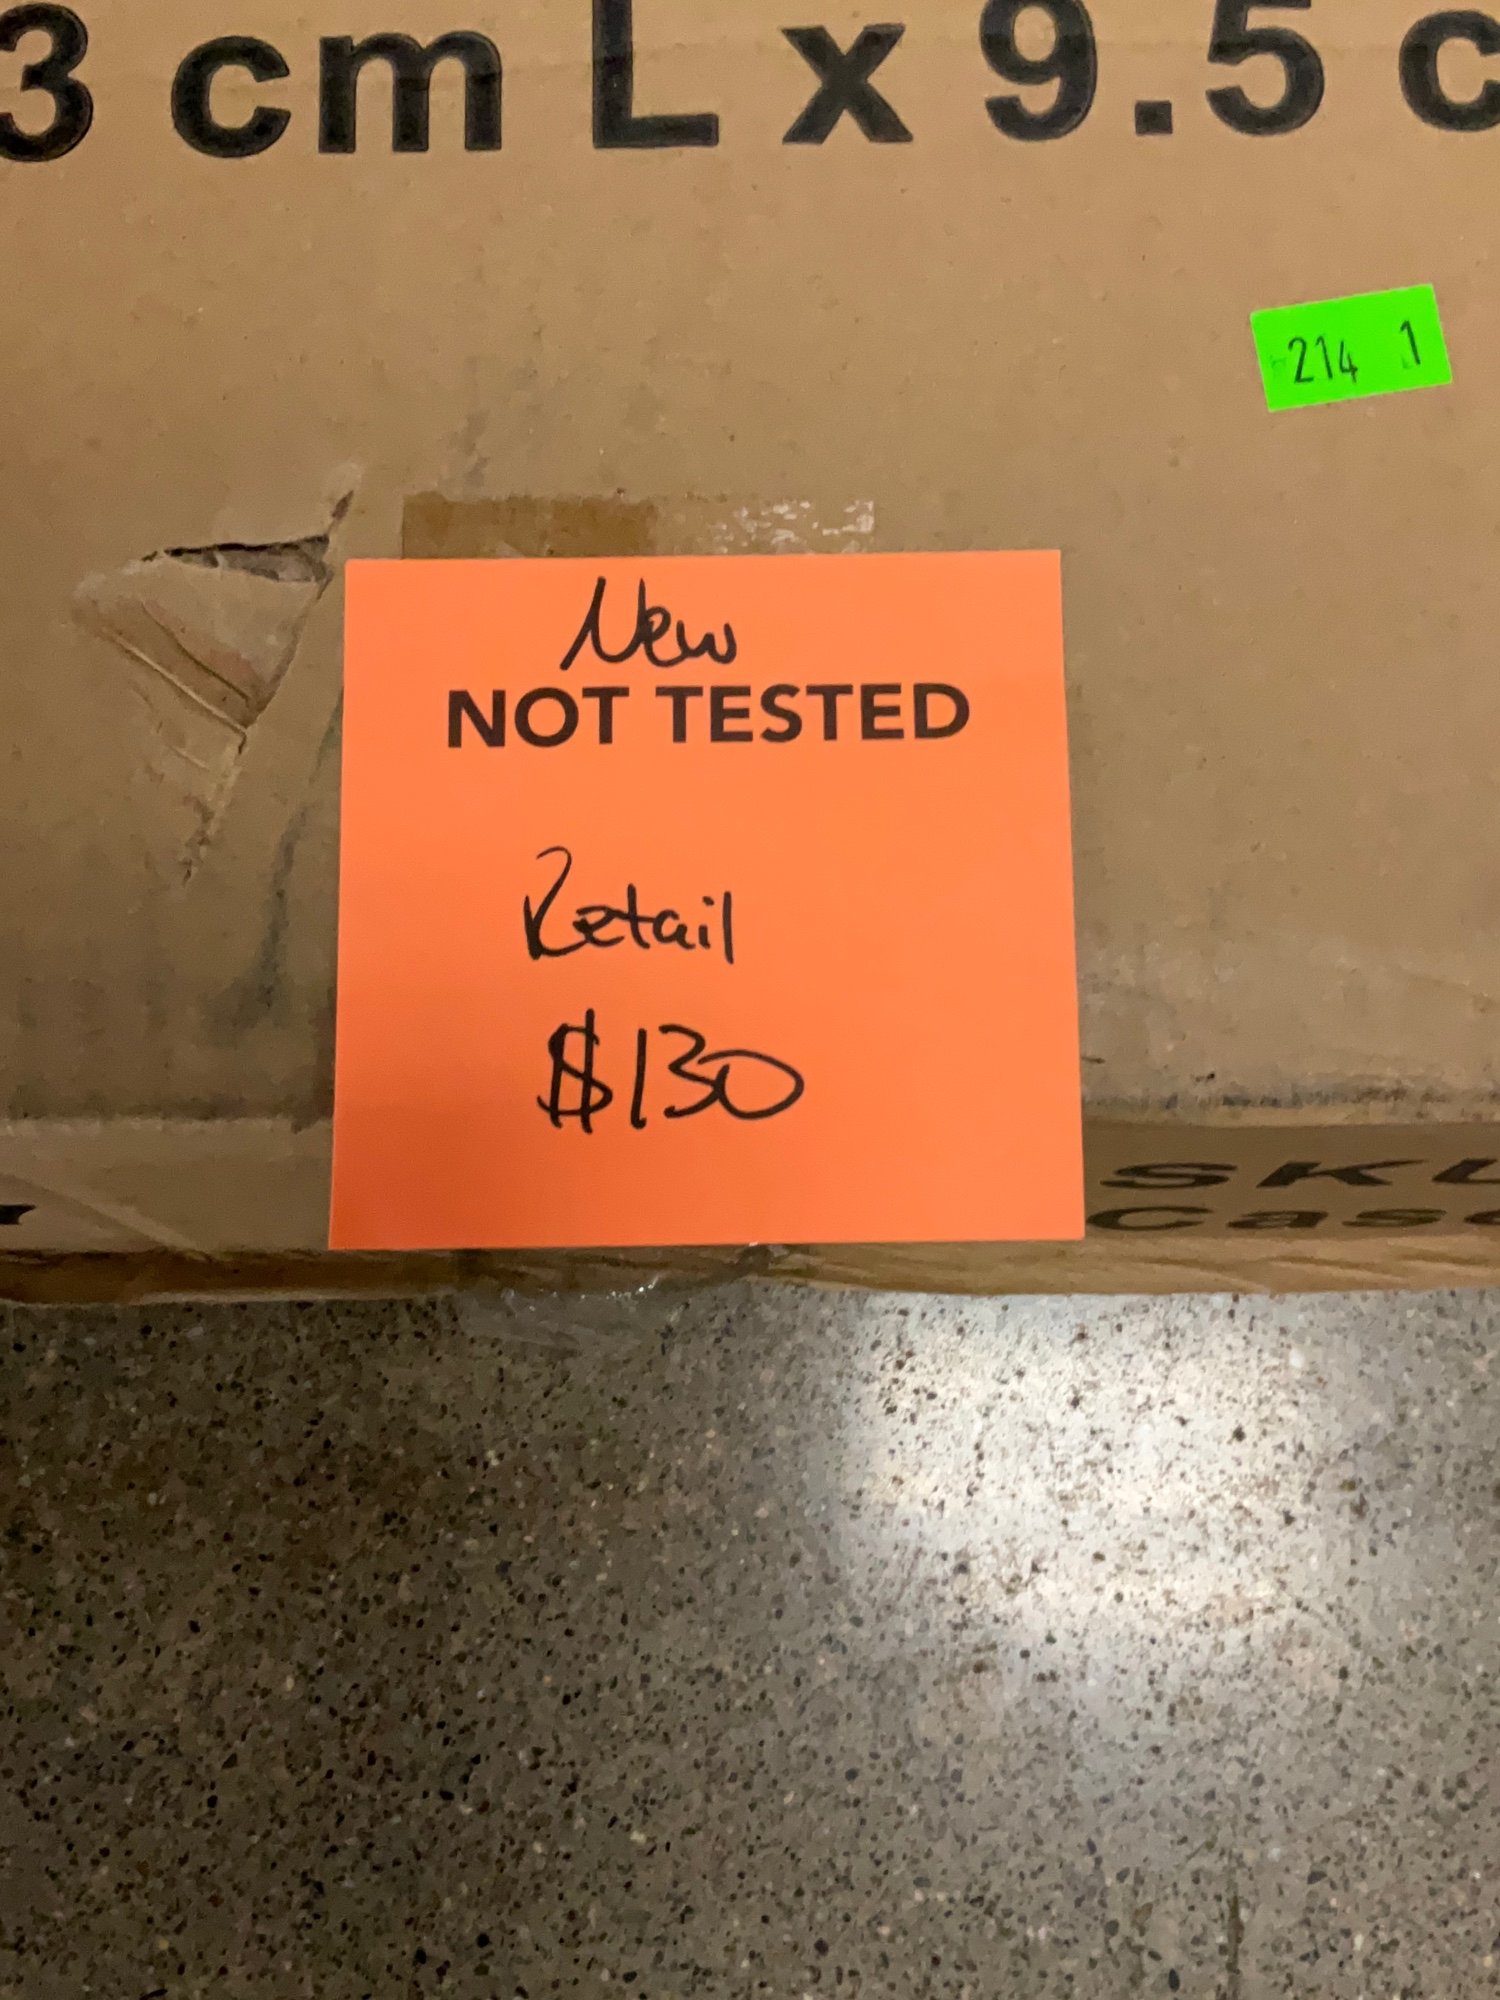 3 cm L x 9.5 c
214 1
New
NOT TESTED
Retail
$130
SKU
Case